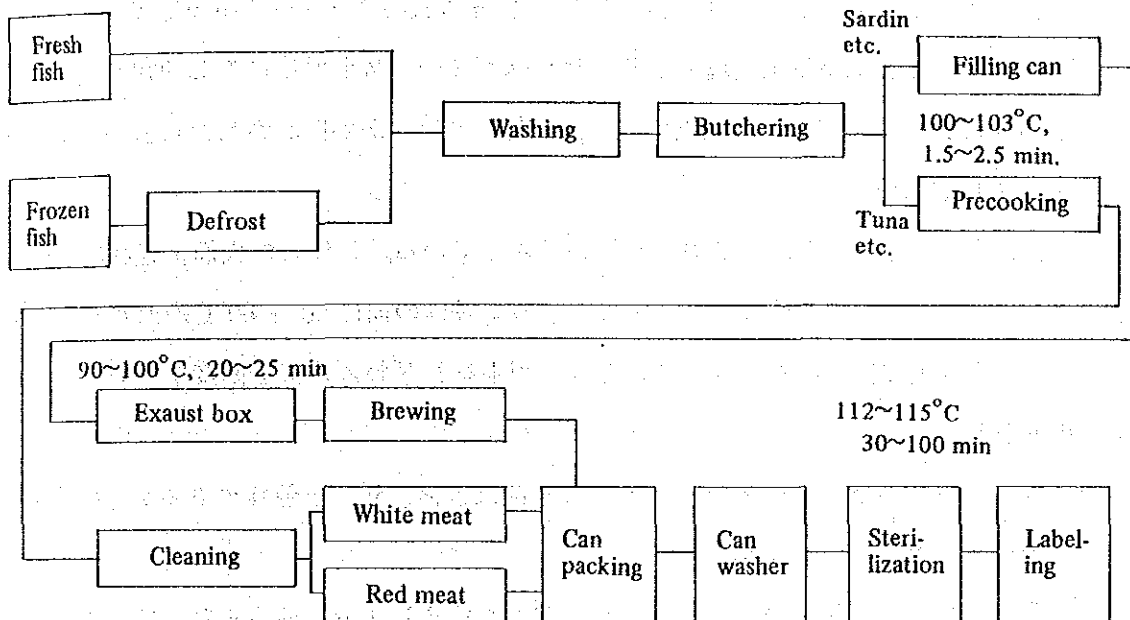 Fresh
fish
Frozen
fish
Defrost
Washing
Butchering
Sardin
etc.
Filling can
100~103°C,
1.5~2.5 min.
Precooking
Tuna
etc.
90~100°C, 20~25 min
Exaust box
Brewing
Cleaning
White meat
Red meat
Can
packing
Can
washer
112~115°C
30~100 min
Steri-
lization
Label-
ing